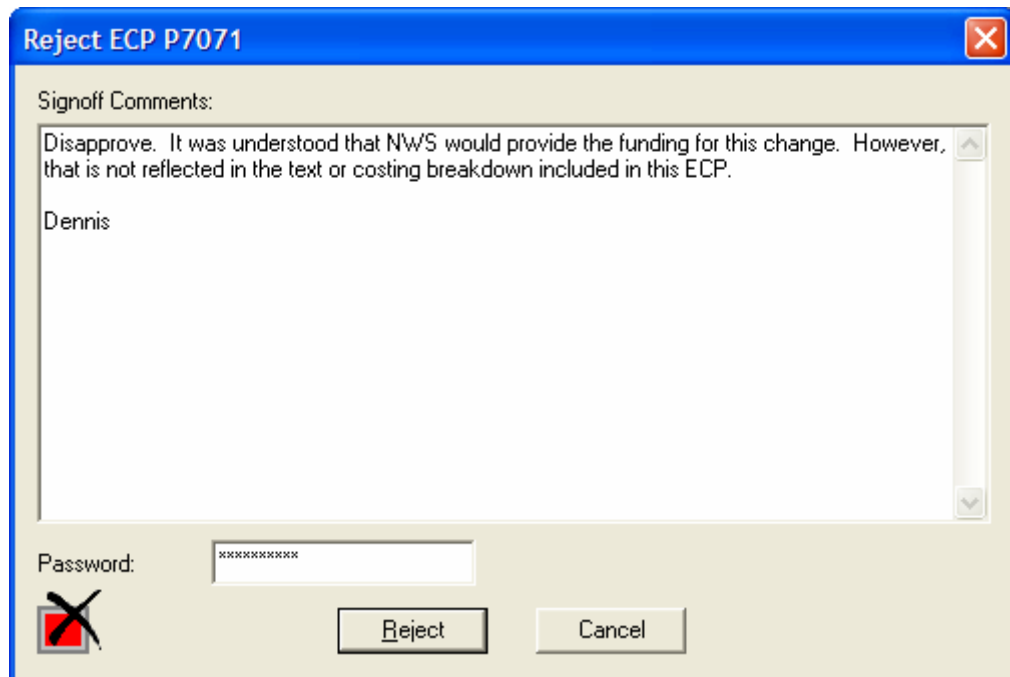 Reject ECP P7071
Signoff Comments:
Disapprove.  It was understood that NWS would provide the funding for this change.  However,
that is not reflected in the text or costing breakdown included in this ECP.
Dennis
Password:
**********
Reject
Cancel